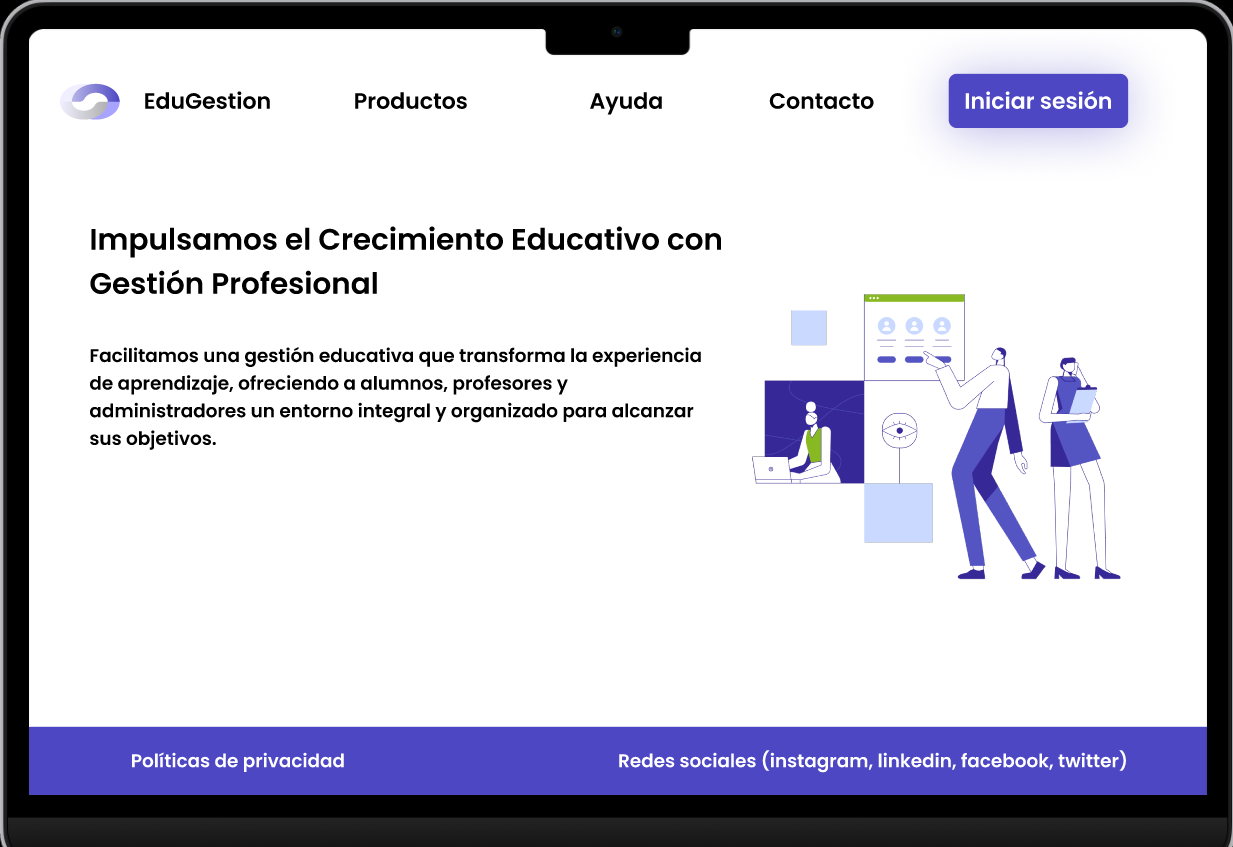 EduGestion
Productos
Ayuda
Contacto
Iniciar sesión
Impulsamos el Crecimiento Educativo con
Gestión Profesional
Facilitamos una gestión educativa que transforma la experiencia
de aprendizaje, ofreciendo a alumnos, profesores y
administradores un entorno integral y organizado para alcanzar
sus objetivos.
Políticas de privacidad
Redes sociales (instagram, linkedin, facebook, twitter)